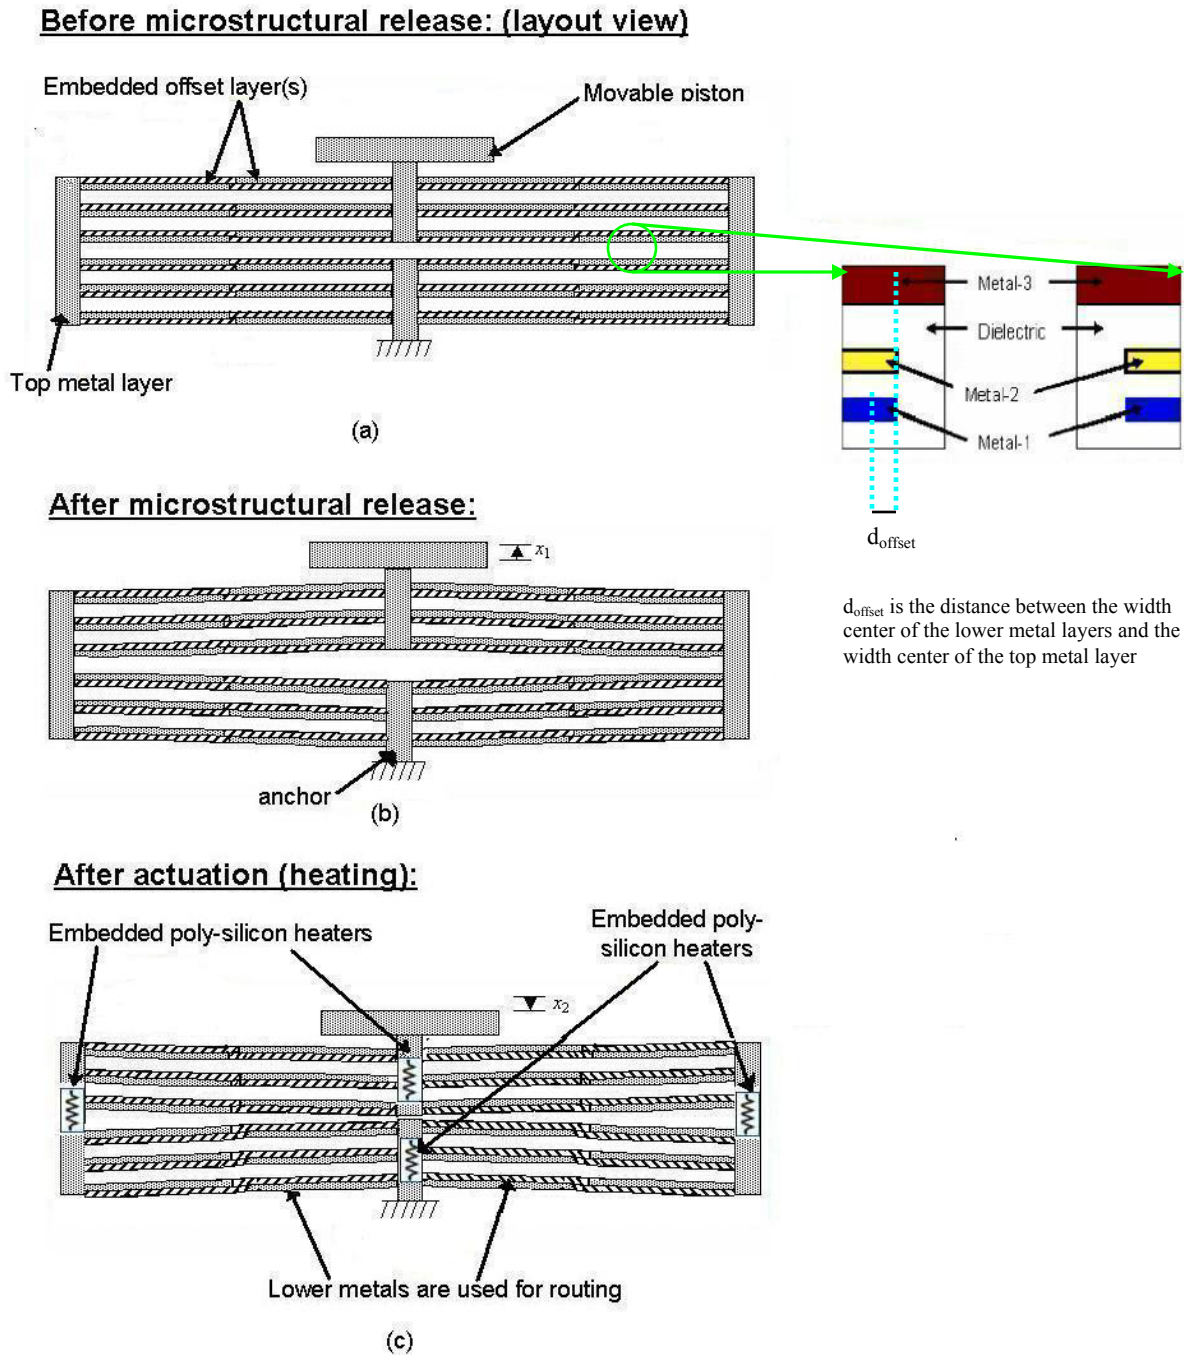 Before microstructural release: (layout view)
Embedded offset layer(s)
Movable piston
Metal-3
Dielectric
Metal-2
Metal-1
Top metal layer
(a)
d_offset
After microstructural release:
x1
d_offset is the distance between the width
center of the lower metal layers and the
width center of the top metal layer
anchor
(b)
After actuation (heating):
Embedded poly-silicon heaters
Embedded poly-
silicon heaters
x2
Lower metals are used for routing
(c)